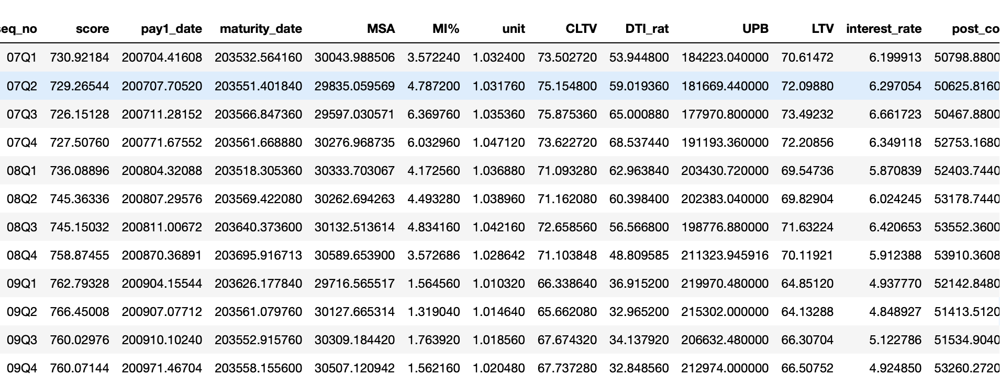 seq_no score pay1_date maturity_date MSA MI% unit CLTV DTI_rat UPB LTV interest_rate post_co
07Q1 730.92184 200704.41608 203532.564160 30043.988506 3.572240 1.032400 73.502720 53.944800 184223.040000 70.61472 6.199913 50798.8800
07Q2 729.26544 200707.70520 203551.401840 29835.059569 4.787200 1.031760 75.154800 59.019360 181669.440000 72.09880 6.297054 50625.8160
07Q3 726.15128 200711.28152 203566.847360 29597.030571 6.369760 1.035360 75.875360 65.000880 177970.800000 73.49232 6.661723 50467.8800
07Q4 727.50760 200771.67552 203561.668880 30276.968735 6.032960 1.047120 73.622720 68.537440 191193.360000 72.20856 6.349118 52753.1680
08Q1 736.08896 200804.32088 203518.305360 30333.703067 4.172560 1.036880 71.093280 62.963840 203430.720000 69.54736 5.870839 52403.7440
08Q2 745.36336 200807.29576 203569.422080 30262.694263 4.493280 1.038960 71.162080 60.398400 202383.040000 69.82904 6.024245 53178.7440
08Q3 745.15032 200811.00672 203640.373600 30132.513614 4.834160 1.042160 72.658560 56.566800 198776.880000 71.63224 6.420653 53552.3600
08Q4 758.87455 200870.36891 203695.916713 30589.653900 3.572686 1.028642 71.103848 48.809585 211323.945916 70.11921 5.912388 53910.3608
09Q1 762.79328 200904.15544 203626.177840 29716.565517 1.564560 1.010320 66.338640 36.915200 219970.480000 64.85120 4.937770 52142.8480
09Q2 766.45008 200907.07712 203561.079760 30127.665314 1.319040 1.014640 65.662080 32.965200 215302.000000 64.13288 4.848927 51413.5120
09Q3 760.02976 200910.10240 203552.915760 30309.184420 1.763920 1.018560 67.674320 34.137920 206632.480000 66.30704 5.122786 51534.9040
09Q4 760.07144 200971.46704 203558.155600 30507.120942 1.562160 1.020480 67.737280 32.848560 212974.000000 66.50752 4.924850 53260.2720